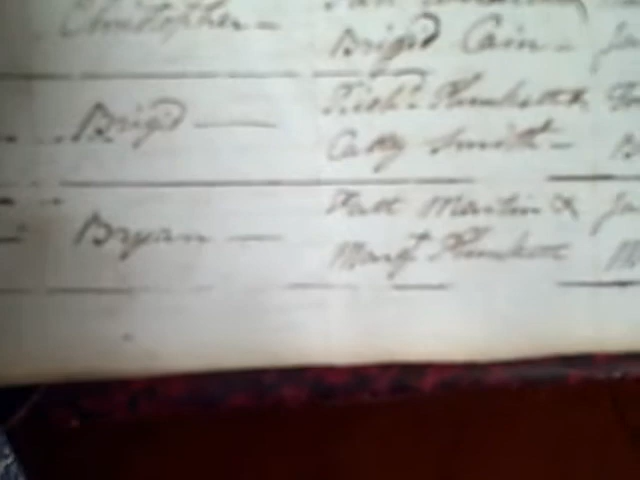 Christopher —
Brigd Cain —
Brigd — Richd Plunkett &
Catty Smith —
Bryan — Patt Martin &
Margt Plunkett